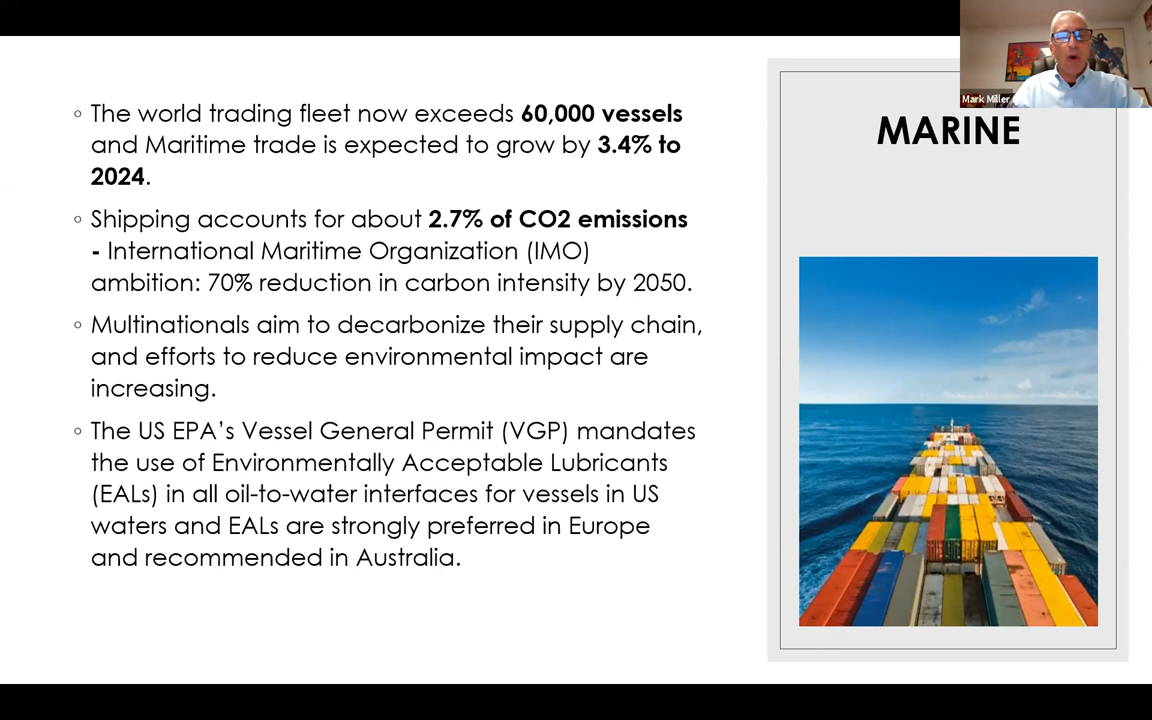 ◦ The world trading fleet now exceeds 60,000 vessels
and Maritime trade is expected to grow by 3.4% to
2024.
◦ Shipping accounts for about 2.7% of CO2 emissions
- International Maritime Organization (IMO)
ambition: 70% reduction in carbon intensity by 2050.
◦ Multinationals aim to decarbonize their supply chain,
and efforts to reduce environmental impact are
increasing.
◦ The US EPA’s Vessel General Permit (VGP) mandates
the use of Environmentally Acceptable Lubricants
(EALs) in all oil-to-water interfaces for vessels in US
waters and EALs are strongly preferred in Europe
and recommended in Australia.
Mark Miller
MARINE